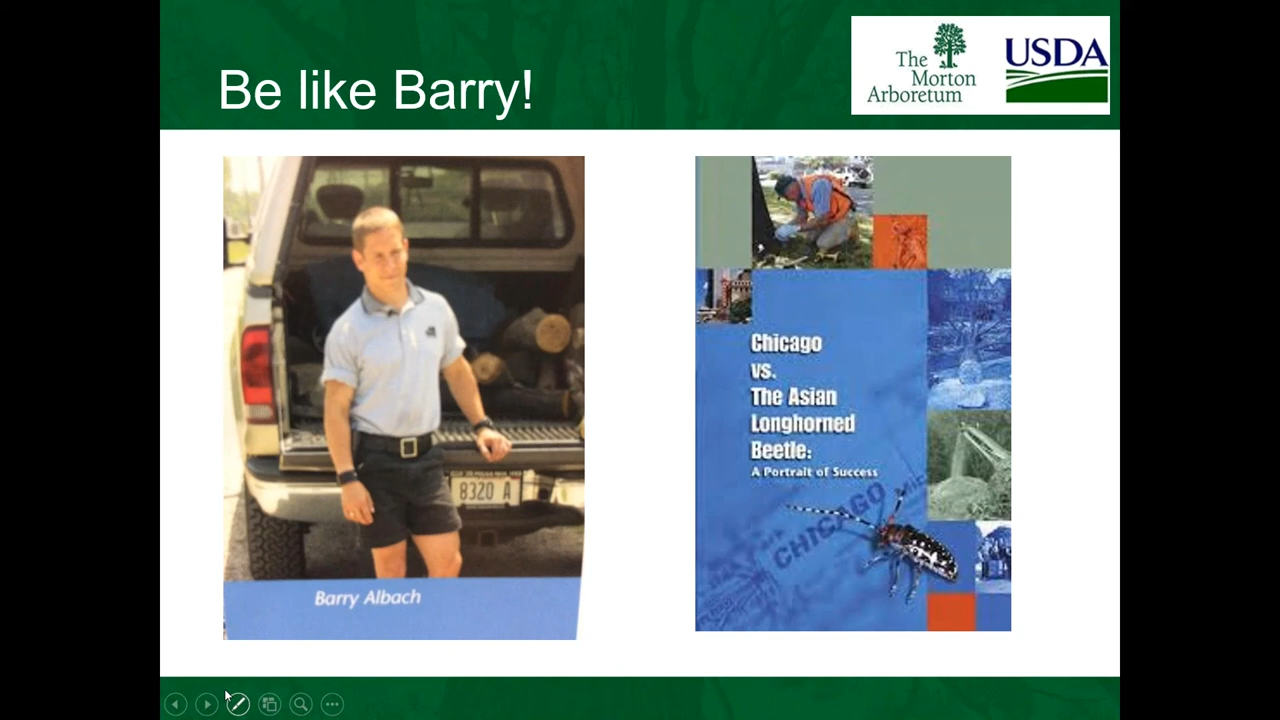 Be like Barry!
The
Morton
Arboretum
USDA
8320 A
Barry Albach
Chicago
vs.
The Asian
Longhorned
Beetle:
A Portrait of Success
CHICAGO